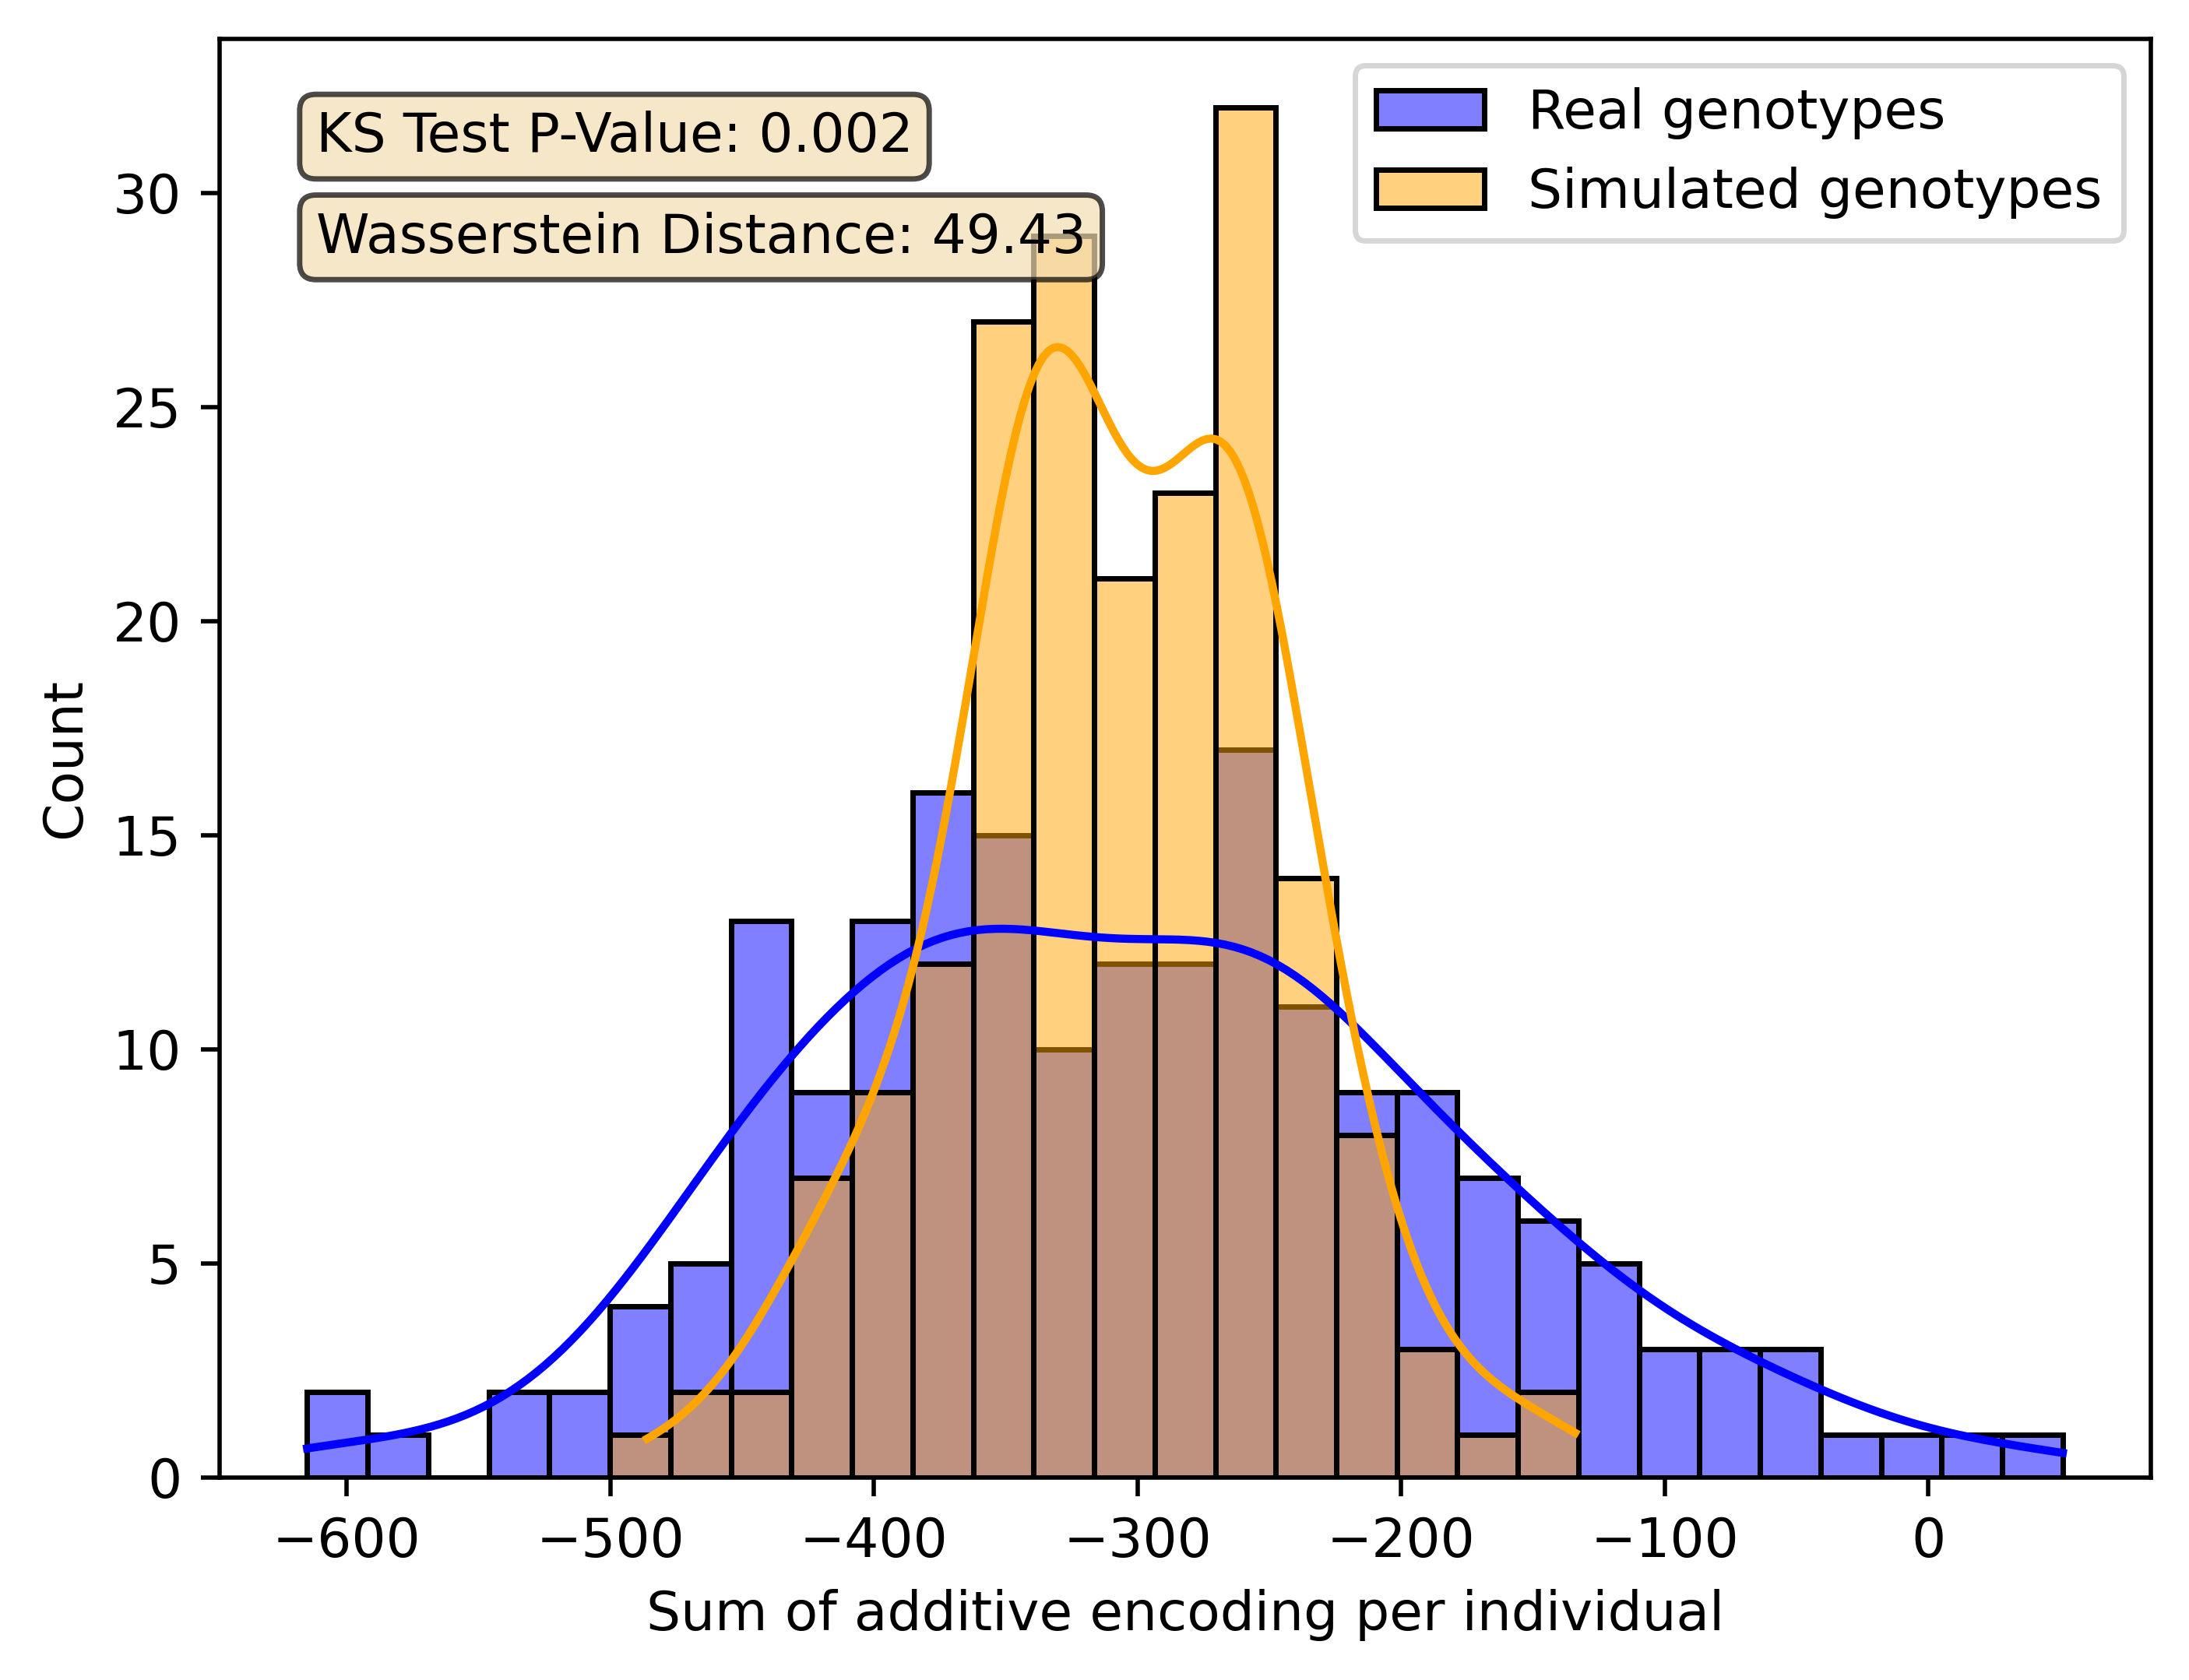 KS Test P-Value: 0.002
Wasserstein Distance: 49.43
Real genotypes
Simulated genotypes
30
25
20
15
10
5
0
Count
−600 −500 −400 −300 −200 −100 0
Sum of additive encoding per individual